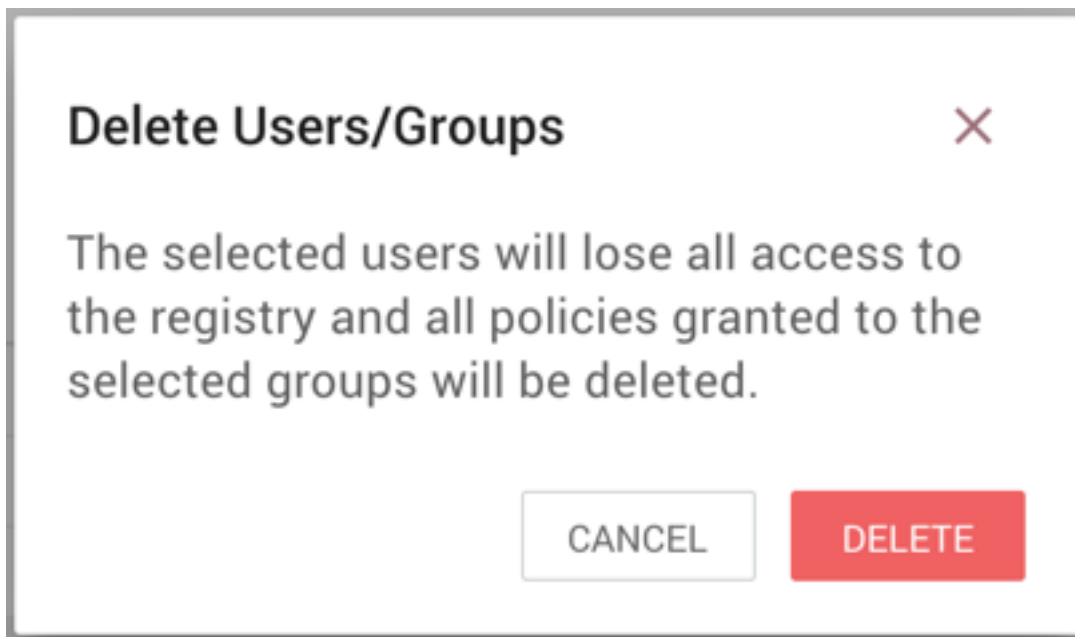 Delete Users/Groups
The selected users will lose all access to
the registry and all policies granted to the
selected groups will be deleted.
CANCEL
DELETE